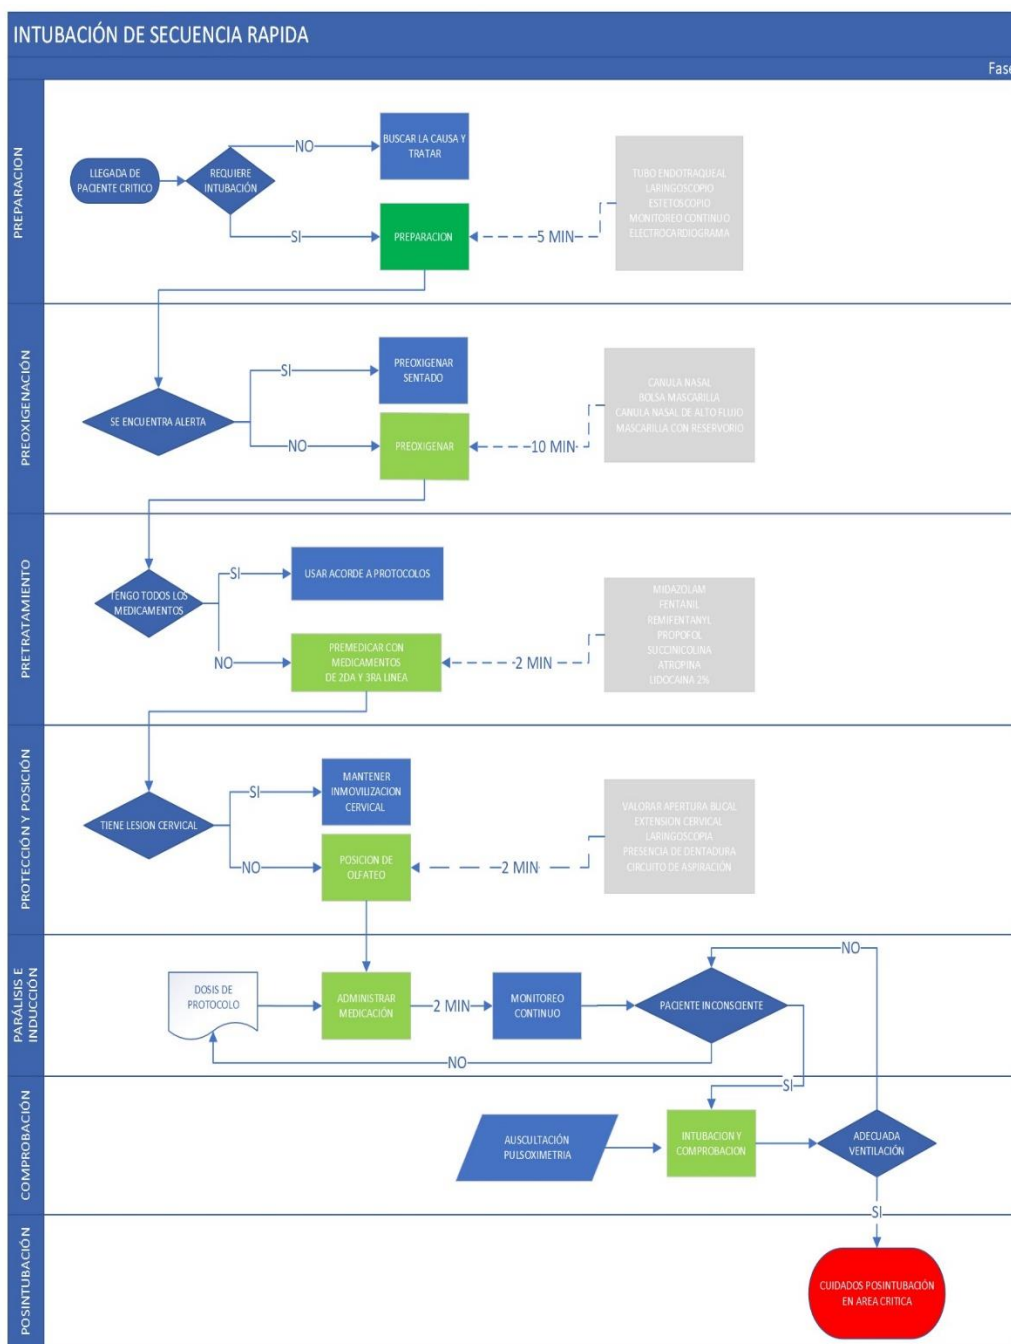 INTUBACIÓN DE SECUENCIA RAPIDA
Fase
PREPARACION
LLEGADA DE
PACIENTE CRITICO
REQUIERE
INTUBACIÓN
NO
BUSCAR LA CAUSA Y
TRATAR
SI
PREPARACION
5 MIN
TUBO ENDOTRAQUEAL
LARINGOSCOPIO
ESTETOSCOPIO
MONITOREO CONTINUO
ELECTROCARDIOGRAMA
PREOXIGENACIÓN
SE ENCUENTRA ALERTA
SI
PREOXIGENAR
SENTADO
NO
PREOXIGENAR
10 MIN
CANULA NASAL
BOLSA MASCARILLA
CANULA NASAL DE ALTO FLUJO
MASCARILLA CON RESERVORIO
PRETRATAMIENTO
TENGO TODOS LOS
MEDICAMENTOS
SI
USAR ACORDE A PROTOCOLOS
NO
PREMEDICAR CON
MEDICAMENTOS
DE 2DA Y 3RA LINEA
2 MIN
MIDAZOLAM
FENTANIL
REMIFENTANYL
PROPOFOL
SUCCINICOLINA
ATROPINA
LIDOCAINA 2%
PROTECCIÓN Y POSICIÓN
TIENE LESION CERVICAL
SI
MANTENER
INMOVILIZACION
CERVICAL
NO
POSICION DE
OLFATEO
2 MIN
VALORAR APERTURA BUCAL
EXTENSION CERVICAL
LARINGOSCOPIA
PRESENCIA DE DENTADURA
CIRCUITO DE ASPIRACIÓN
PARÁLISIS E
INDUCCIÓN
DOSIS DE
PROTOCOLO
ADMINISTRAR
MEDICACIÓN
2 MIN
MONITOREO
CONTINUO
PACIENTE INCONSCIENTE
NO
NO
SI
COMPROBACIÓN
AUSCULTACIÓN
PULSOXIMETRIA
INTUBACION Y
COMPROBACION
ADECUADA
VENTILACIÓN
SI
POSINTUBACIÓN
CUIDADOS POSINTUBACIÓN
EN AREA CRITICA